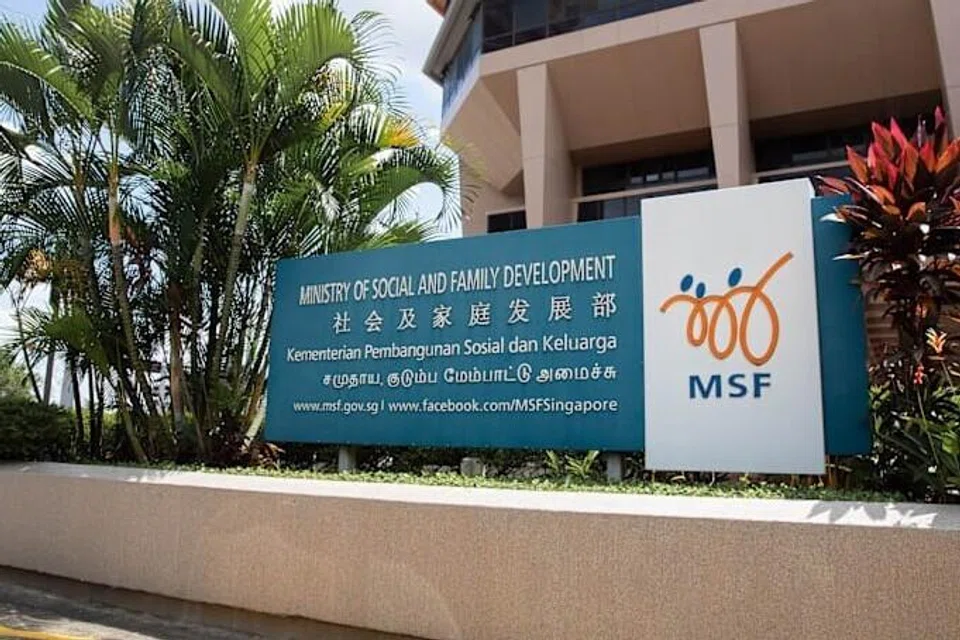 MINISTRY OF SOCIAL AND FAMILY DEVELOPMENT
社会及家庭发展部
Kementerian Pembangunan Sosial dan Keluarga
சமுதாய, குடும்ப மேம்பாட்டு அமைச்சு
www.msf.gov.sg | www.facebook.com/MSFSingapore
MSF